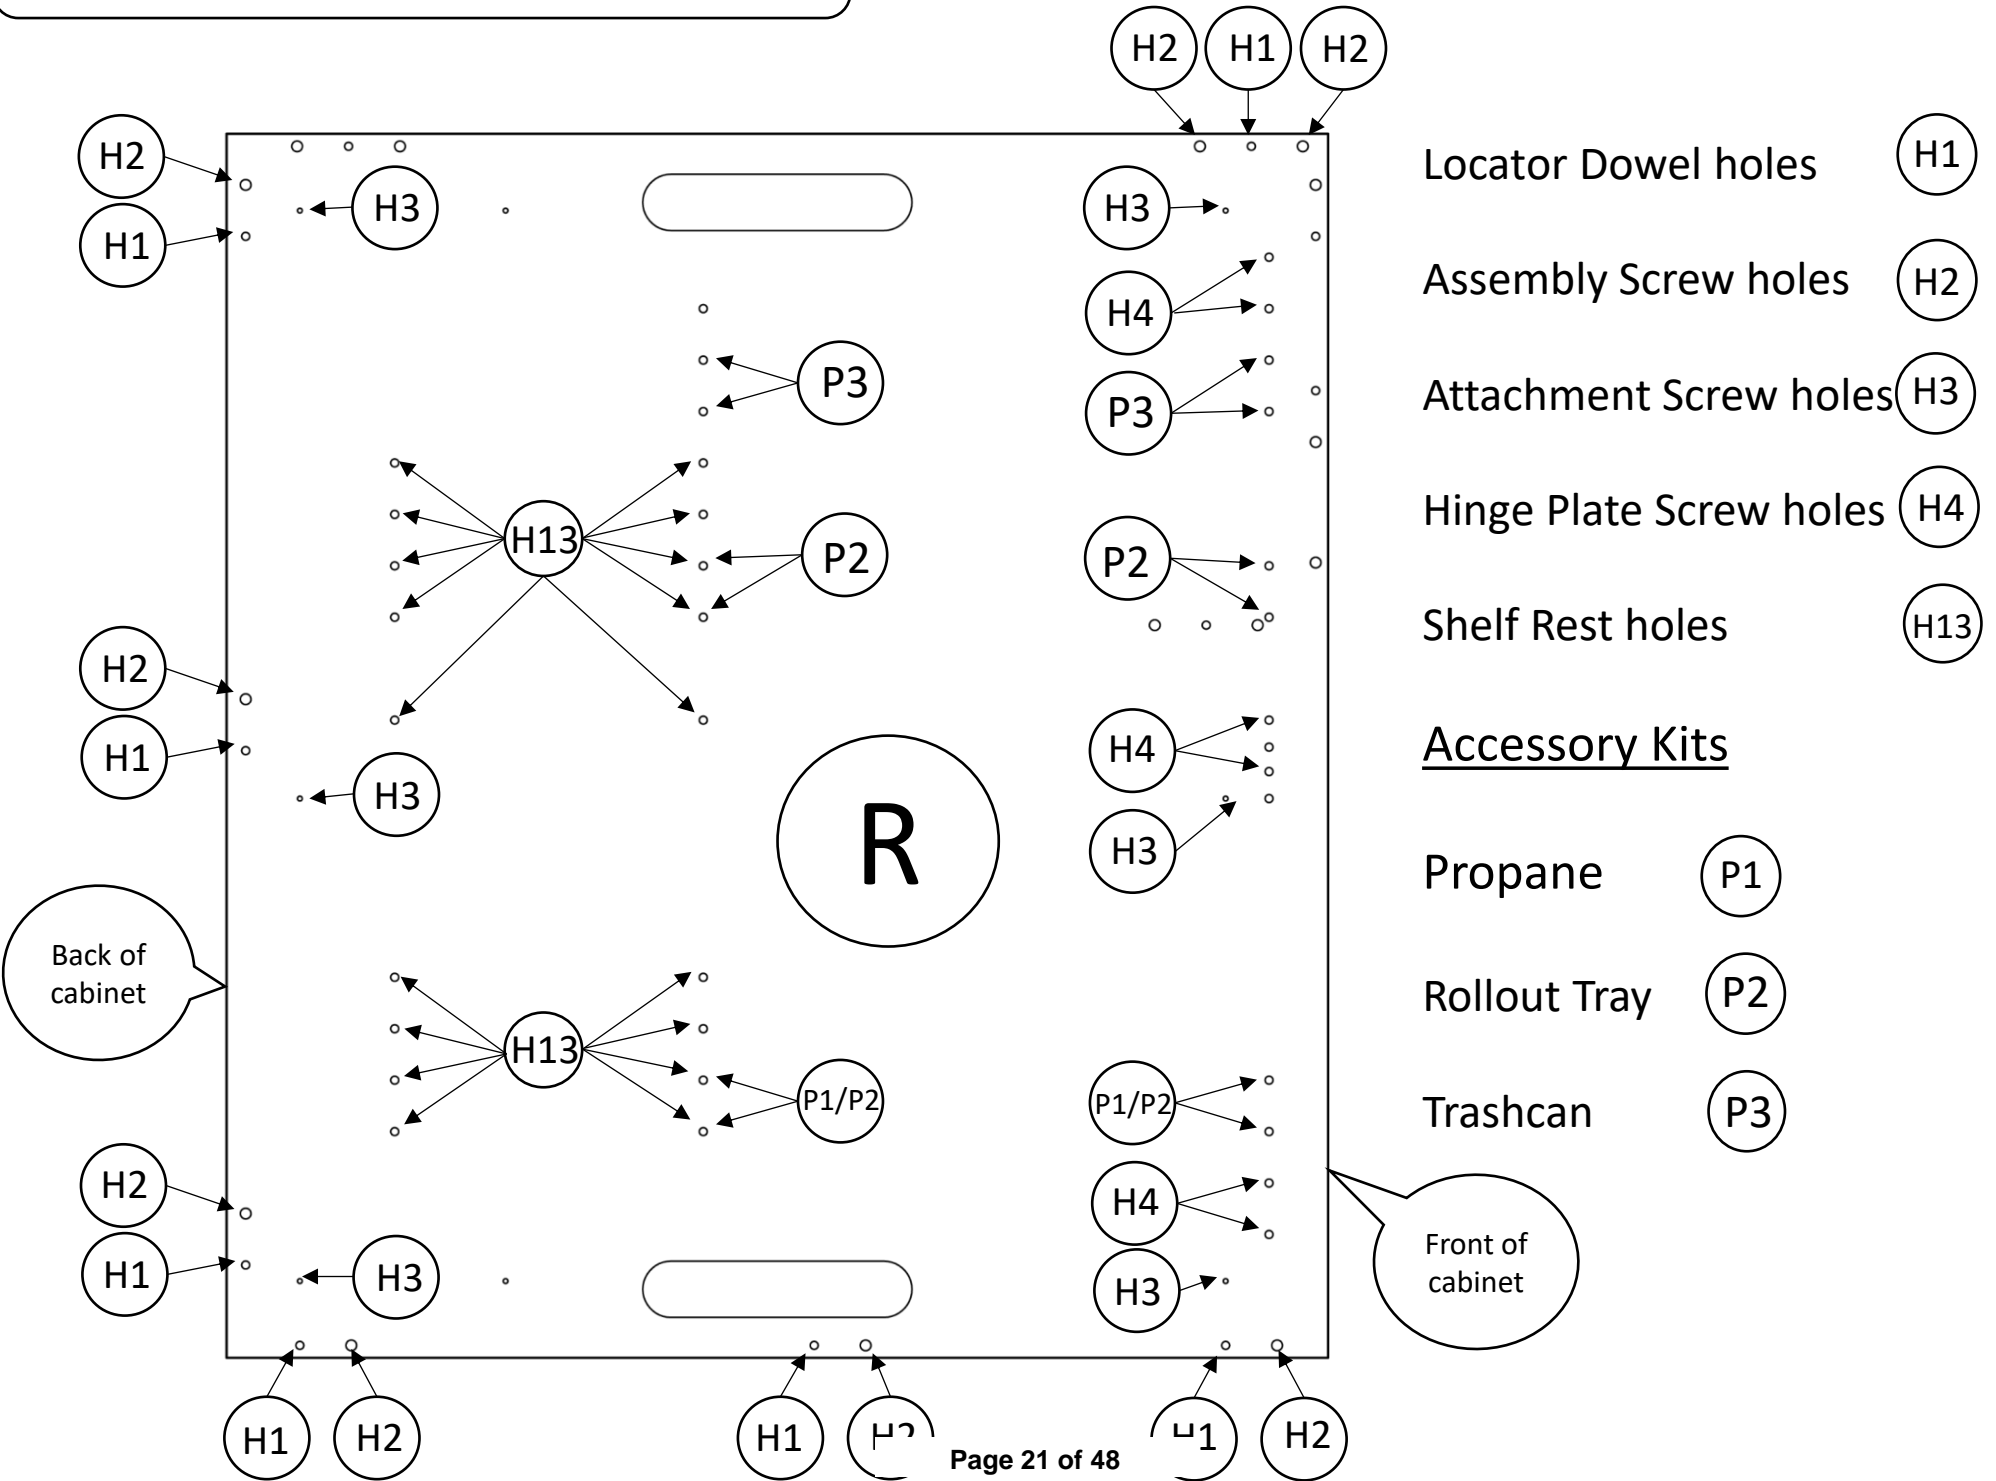 H2 H1 H2
H2
H1
H3
H3
H4
P3
P3
H13
P2
P2
H2
H1
H3
H4
H3
R
Back of
cabinet
H13
P1/P2
P1/P2
H2
H1
H3
H4
H3
Front of
cabinet
H1 H2 H1 H2 H1 H2
Locator Dowel holes H1
Assembly Screw holes H2
Attachment Screw holes H3
Hinge Plate Screw holes H4
Shelf Rest holes H13
Accessory Kits
Propane P1
Rollout Tray P2
Trashcan P3
Page 21 of 48